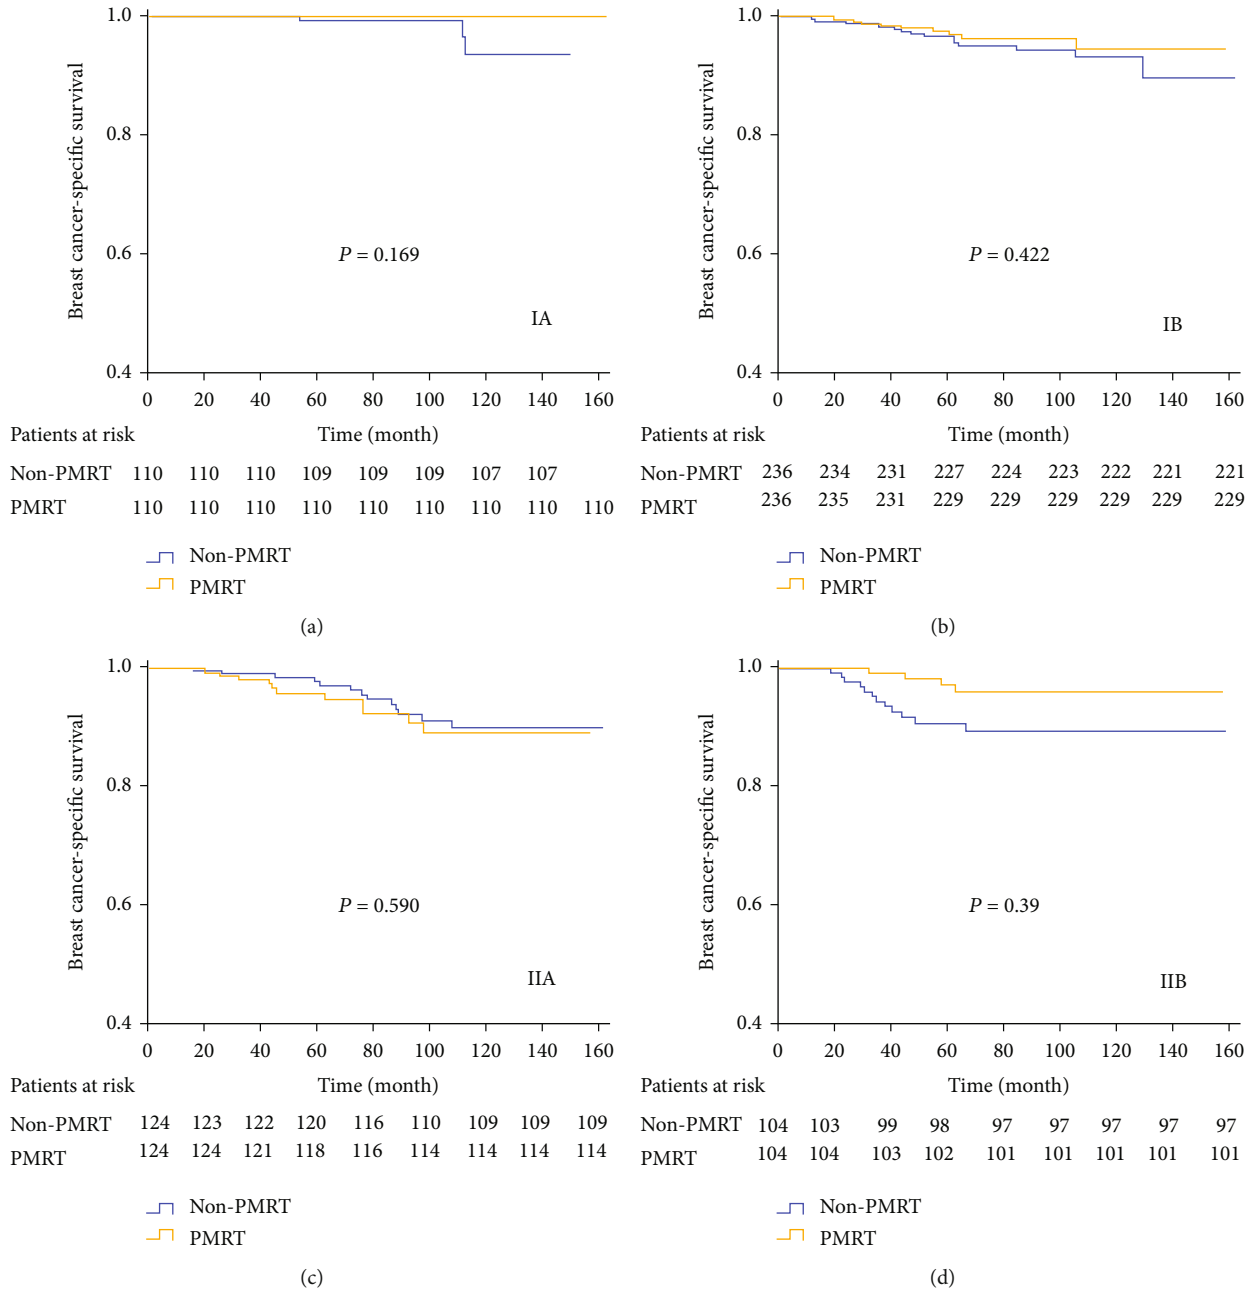 1.0
0.8
0.6
0.4
Breast cancer-specific survival
P = 0.169
IA
0 20 40 60 80 100 120 140 160
Patients at risk Time (month)
Non-PMRT 110 110 110 109 109 109 107 107
PMRT 110 110 110 110 110 110 110 110 110
Non-PMRT
PMRT
(a)
1.0
0.8
0.6
0.4
Breast cancer-specific survival
P = 0.422
IB
0 20 40 60 80 100 120 140 160
Patients at risk Time (month)
Non-PMRT 236 234 231 227 224 223 222 221 221
PMRT 236 235 231 229 229 229 229 229 229
Non-PMRT
PMRT
(b)
1.0
0.8
0.6
0.4
Breast cancer-specific survival
P = 0.590
IIA
0 20 40 60 80 100 120 140 160
Patients at risk Time (month)
Non-PMRT 124 123 122 120 116 110 109 109 109
PMRT 124 124 121 118 116 114 114 114 114
Non-PMRT
PMRT
(c)
1.0
0.8
0.6
0.4
Breast cancer-specific survival
P = 0.39
IIB
0 20 40 60 80 100 120 140 160
Patients at risk Time (month)
Non-PMRT 104 103 99 98 97 97 97 97 97
PMRT 104 104 103 102 101 101 101 101 101
Non-PMRT
PMRT
(d)